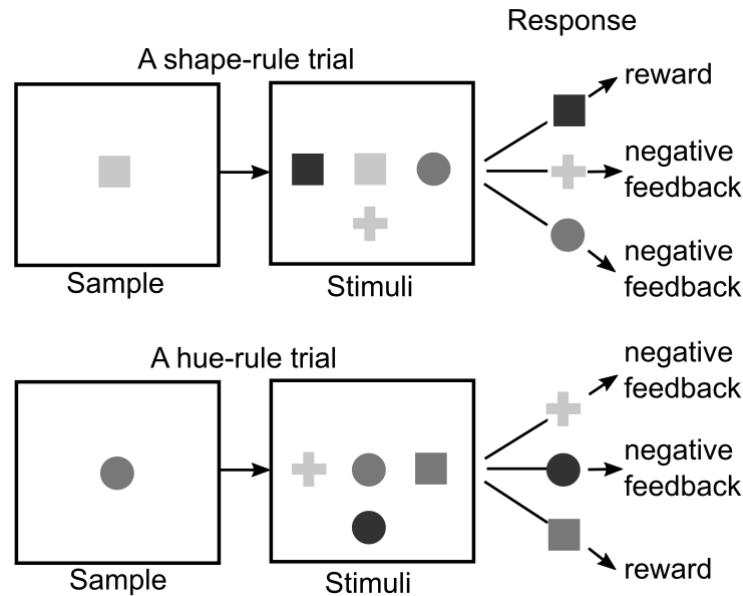 Response
A shape-rule trial
reward
negative
feedback
negative
feedback
Sample
Stimuli
A hue-rule trial
negative
feedback
negative
feedback
reward
Sample
Stimuli